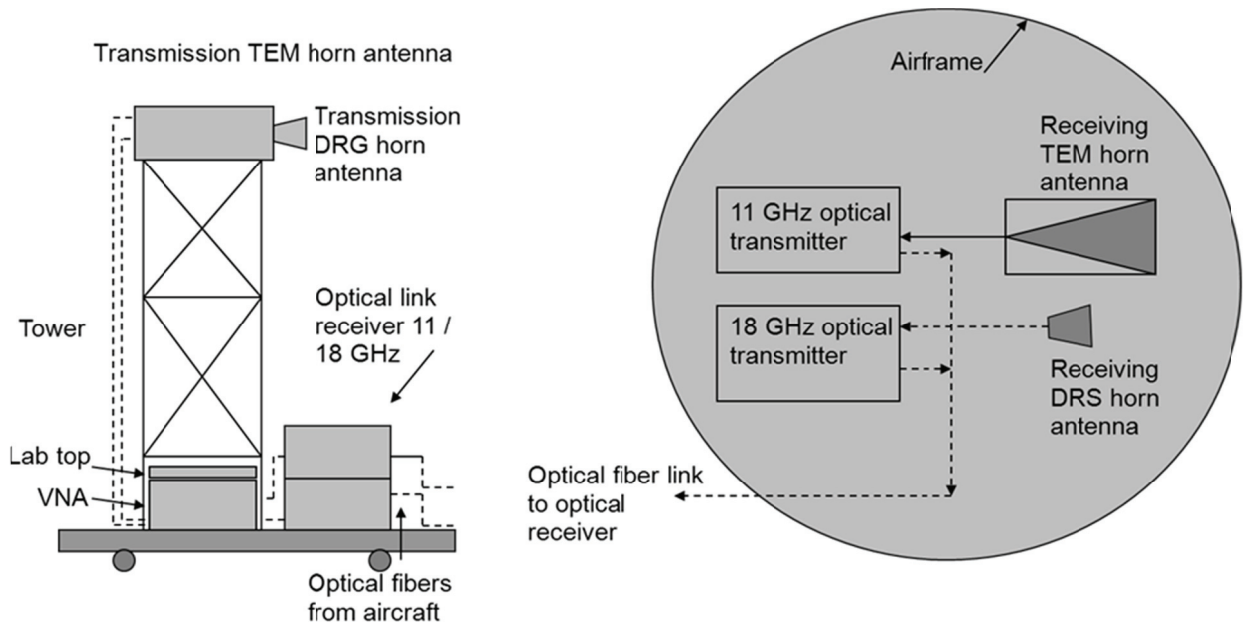 Transmission TEM horn antenna
Transmission
DRG horn
antenna
Optical link
receiver 11 /
18 GHz
Tower
Lab top
VNA
Optical fibers
from aircraft
Airframe
Receiving
TEM horn
antenna
11 GHz optical
transmitter
18 GHz optical
transmitter
Receiving
DRS horn
antenna
Optical fiber link
to optical
receiver